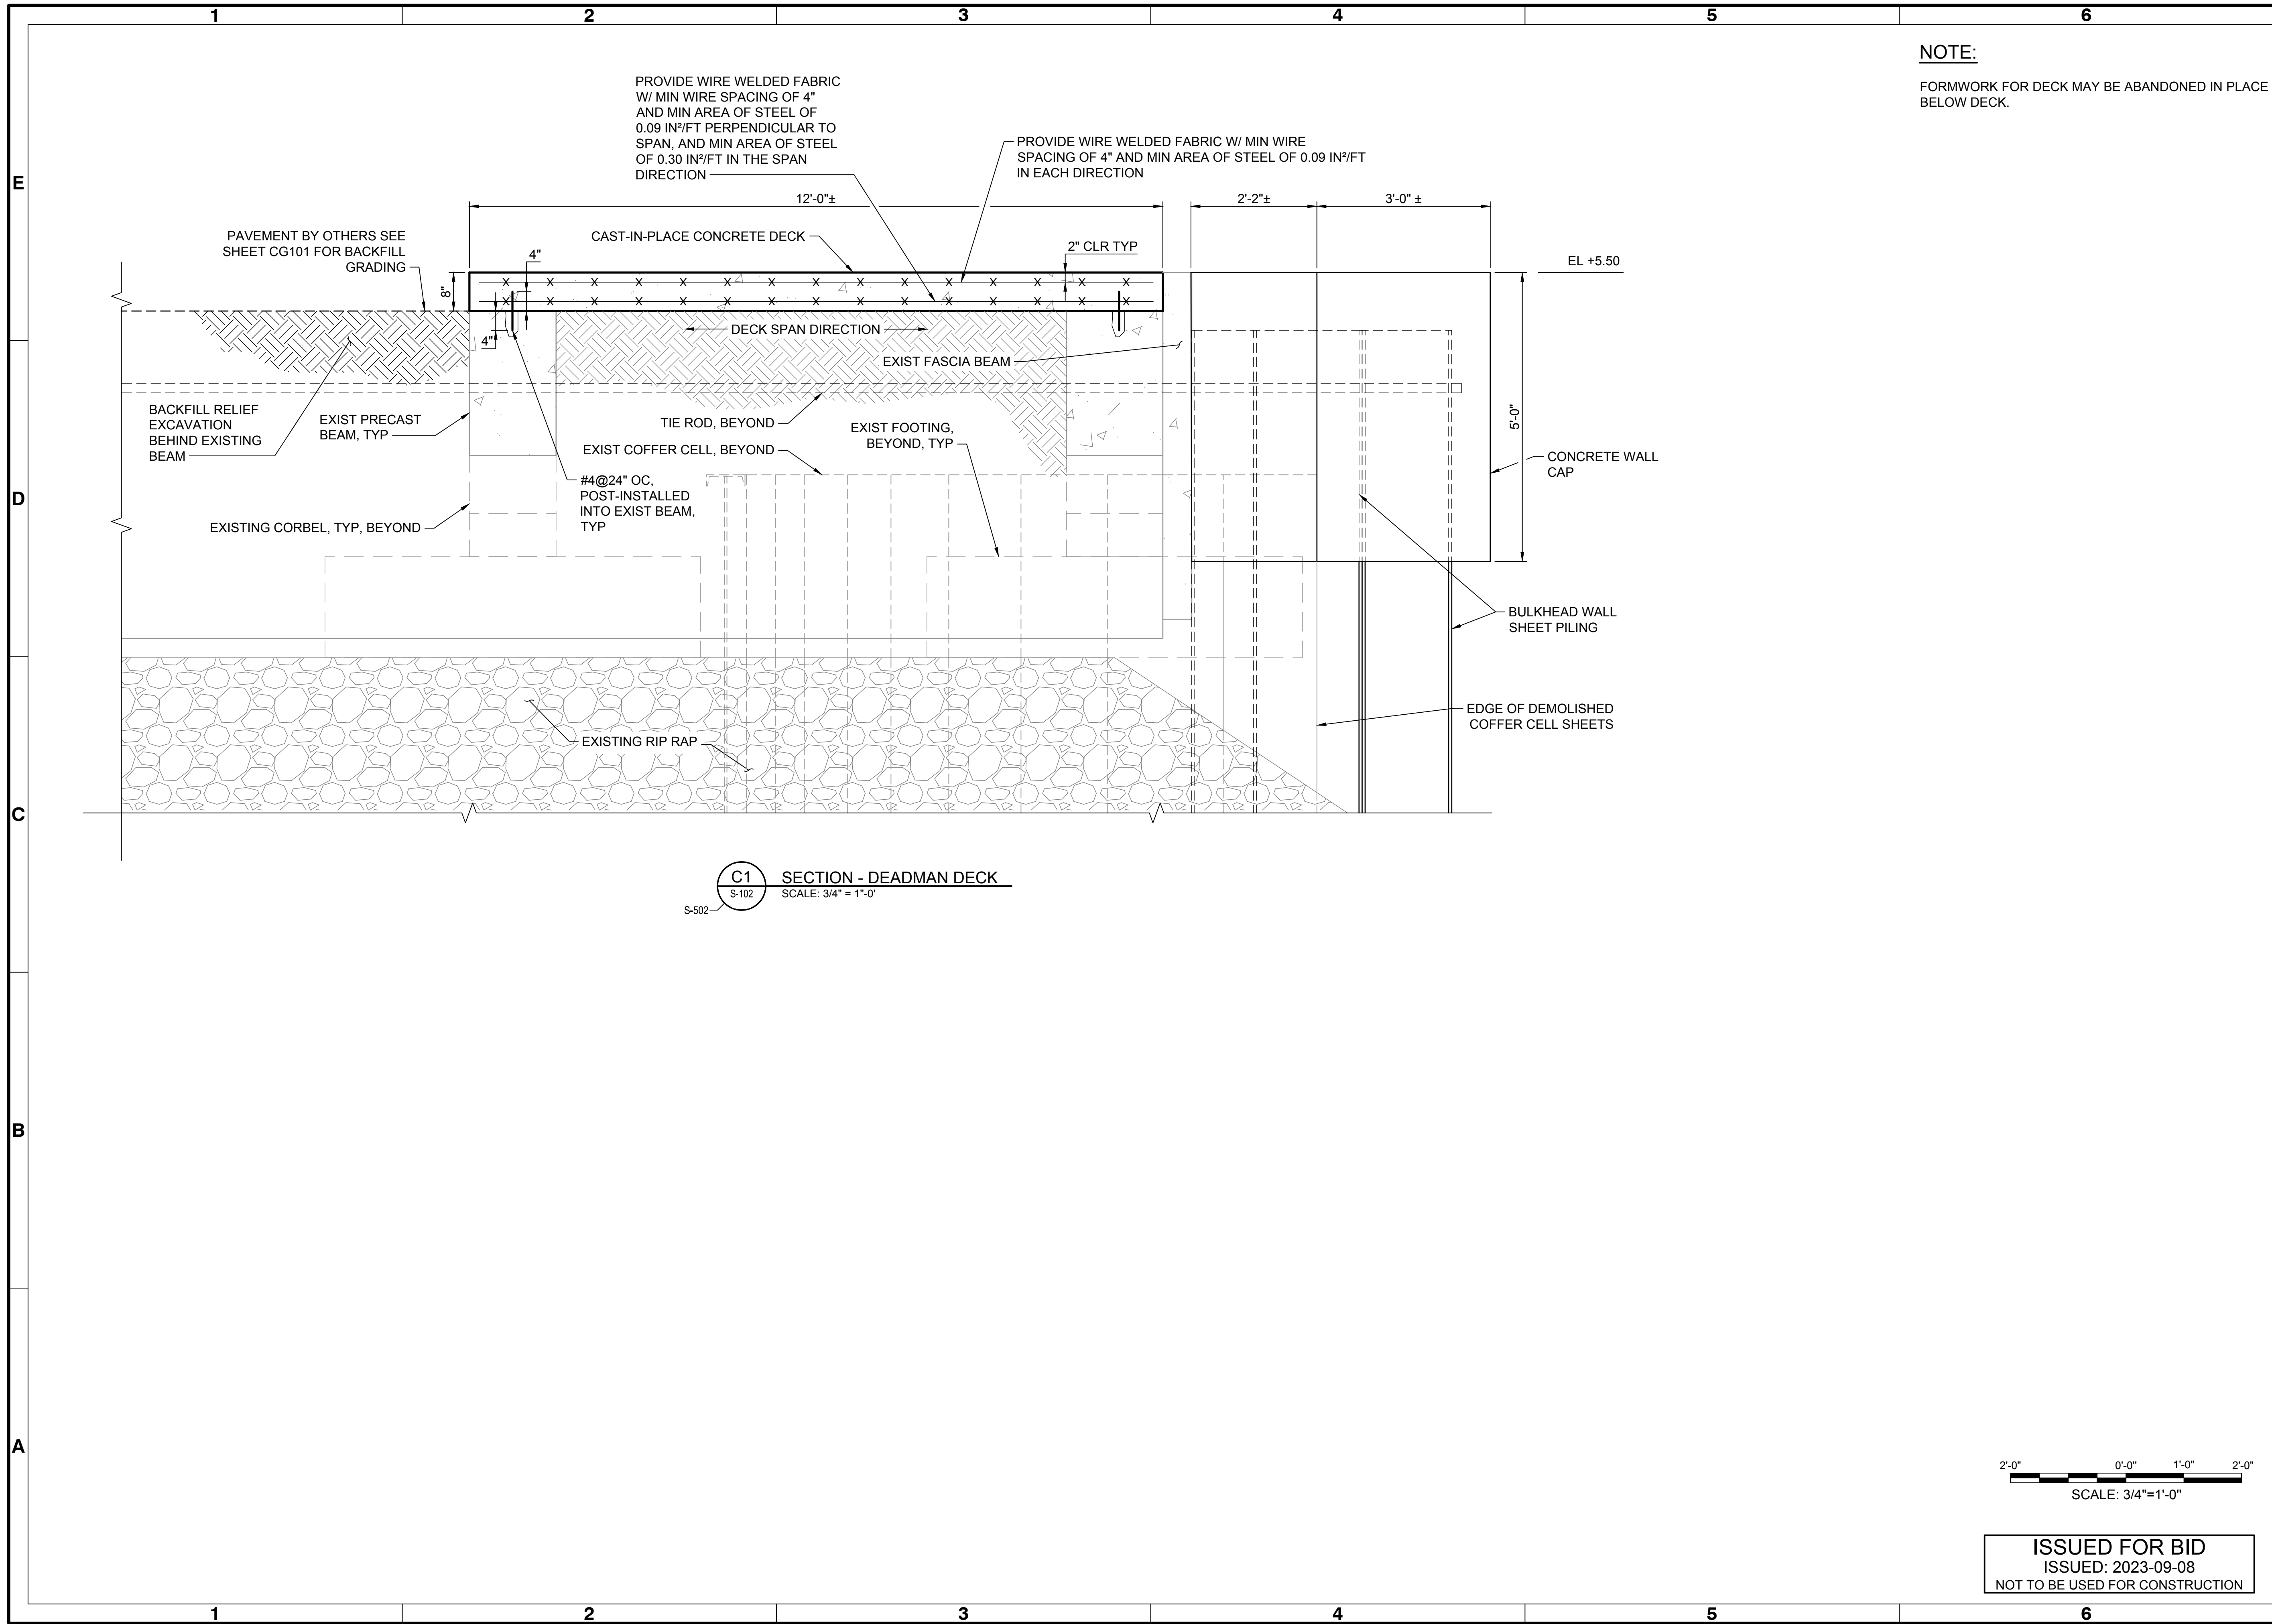 1 2 3 4 5 6
NOTE:
FORMWORK FOR DECK MAY BE ABANDONED IN PLACE
BELOW DECK.
PROVIDE WIRE WELDED FABRIC
W/ MIN WIRE SPACING OF 4"
AND MIN AREA OF STEEL OF
0.09 IN²/FT PERPENDICULAR TO
SPAN, AND MIN AREA OF STEEL
OF 0.30 IN²/FT IN THE SPAN
DIRECTION
PROVIDE WIRE WELDED FABRIC W/ MIN WIRE
SPACING OF 4" AND MIN AREA OF STEEL OF 0.09 IN²/FT
IN EACH DIRECTION
E
12'-0"±
2'-2"±
3'-0" ±
PAVEMENT BY OTHERS SEE
SHEET CG101 FOR BACKFILL
GRADING
CAST-IN-PLACE CONCRETE DECK
4"
2" CLR TYP
EL +5.50
8"
4"
DECK SPAN DIRECTION
EXIST FASCIA BEAM
BACKFILL RELIEF
EXCAVATION
BEHIND EXISTING
BEAM
EXIST PRECAST
BEAM, TYP
TIE ROD, BEYOND
EXIST COFFER CELL, BEYOND
EXIST FOOTING,
BEYOND, TYP
5'-0"
CONCRETE WALL
CAP
D
#4@24" OC,
POST-INSTALLED
INTO EXIST BEAM,
TYP
EXISTING CORBEL, TYP, BEYOND
BULKHEAD WALL
SHEET PILING
EDGE OF DEMOLISHED
COFFER CELL SHEETS
EXISTING RIP RAP
C
C1
S-102
S-502
SECTION - DEADMAN DECK
SCALE: 3/4" = 1"-0'
B
A
2'-0" 0'-0" 1'-0" 2'-0"
SCALE: 3/4"=1'-0"
ISSUED FOR BID
ISSUED: 2023-09-08
NOT TO BE USED FOR CONSTRUCTION
1 2 3 4 5 6